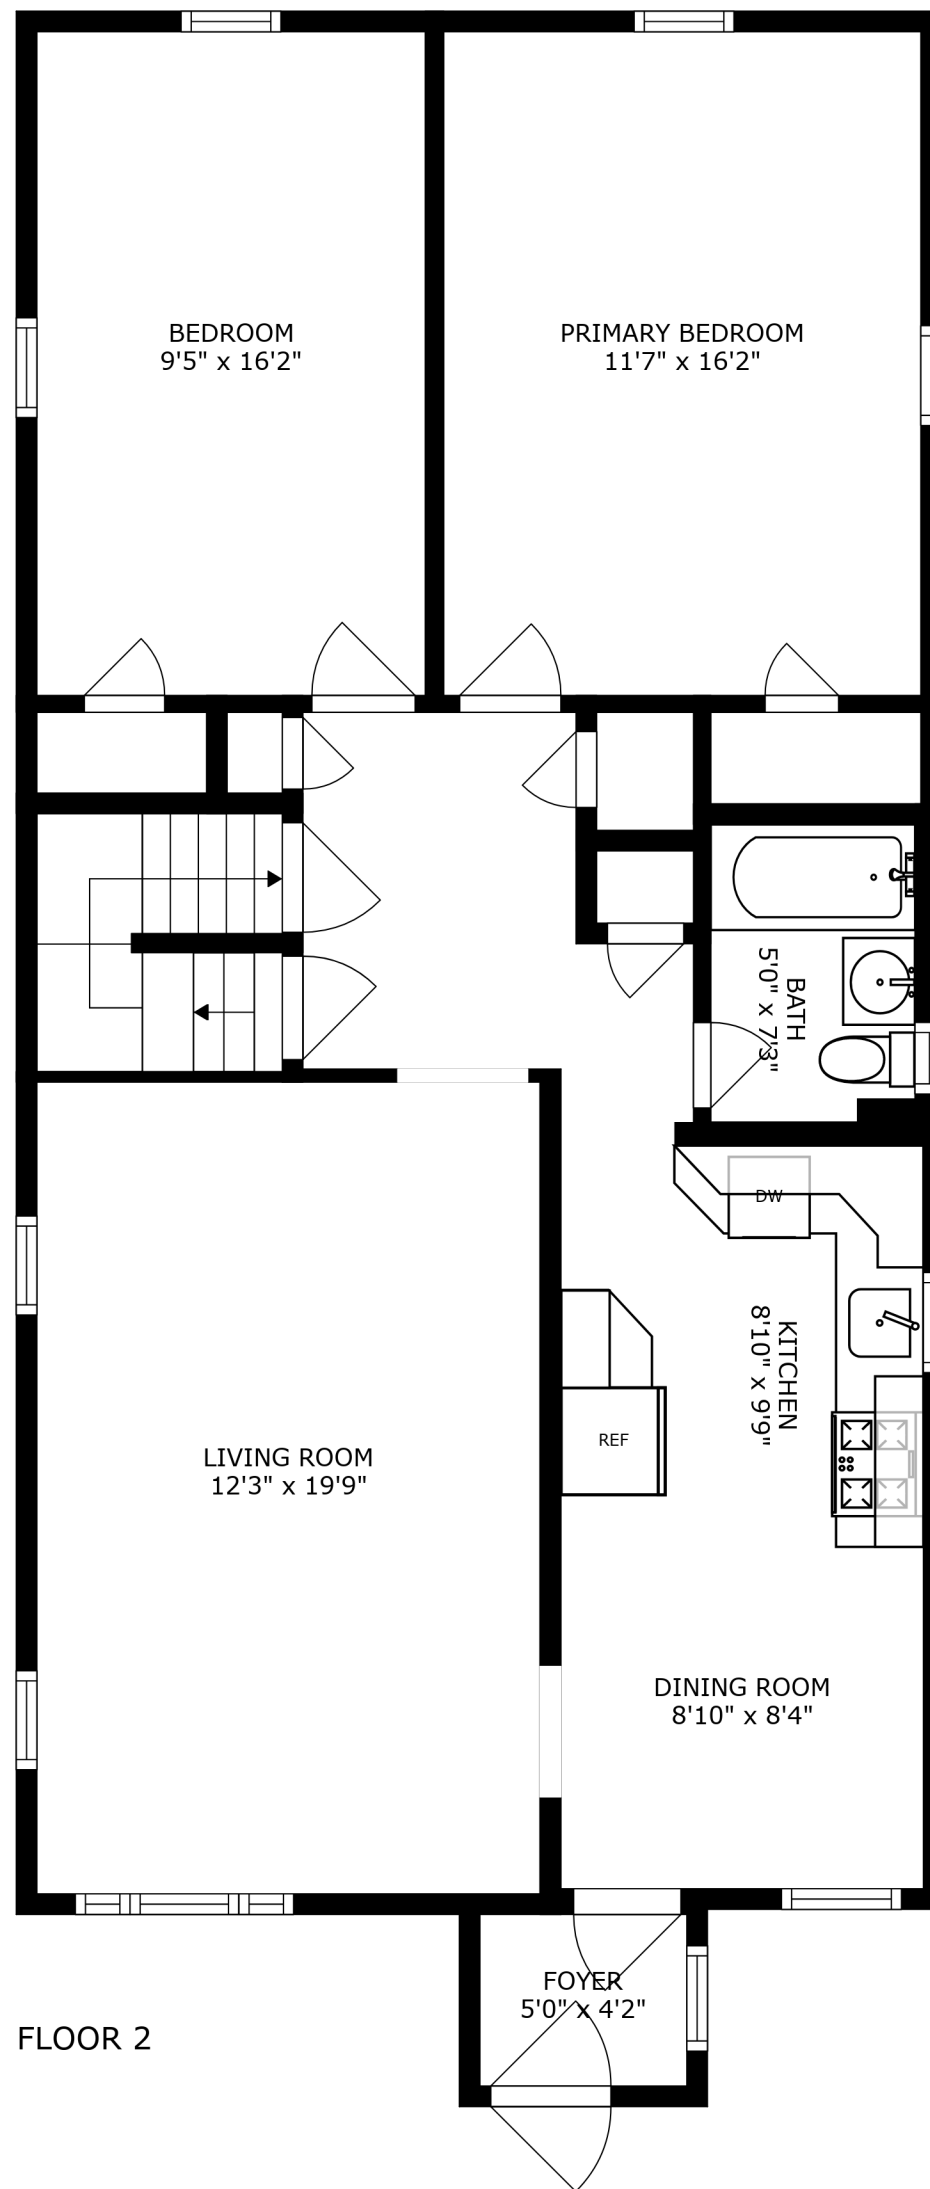 BEDROOM
9'5" x 16'2"
PRIMARY BEDROOM
11'7" x 16'2"
BATH
5'0" x 7'3"
DW
KITCHEN
8'10" x 9'9"
REF
LIVING ROOM
12'3" x 19'9"
DINING ROOM
8'10" x 8'4"
FOYER
5'0" x 4'2"
FLOOR 2